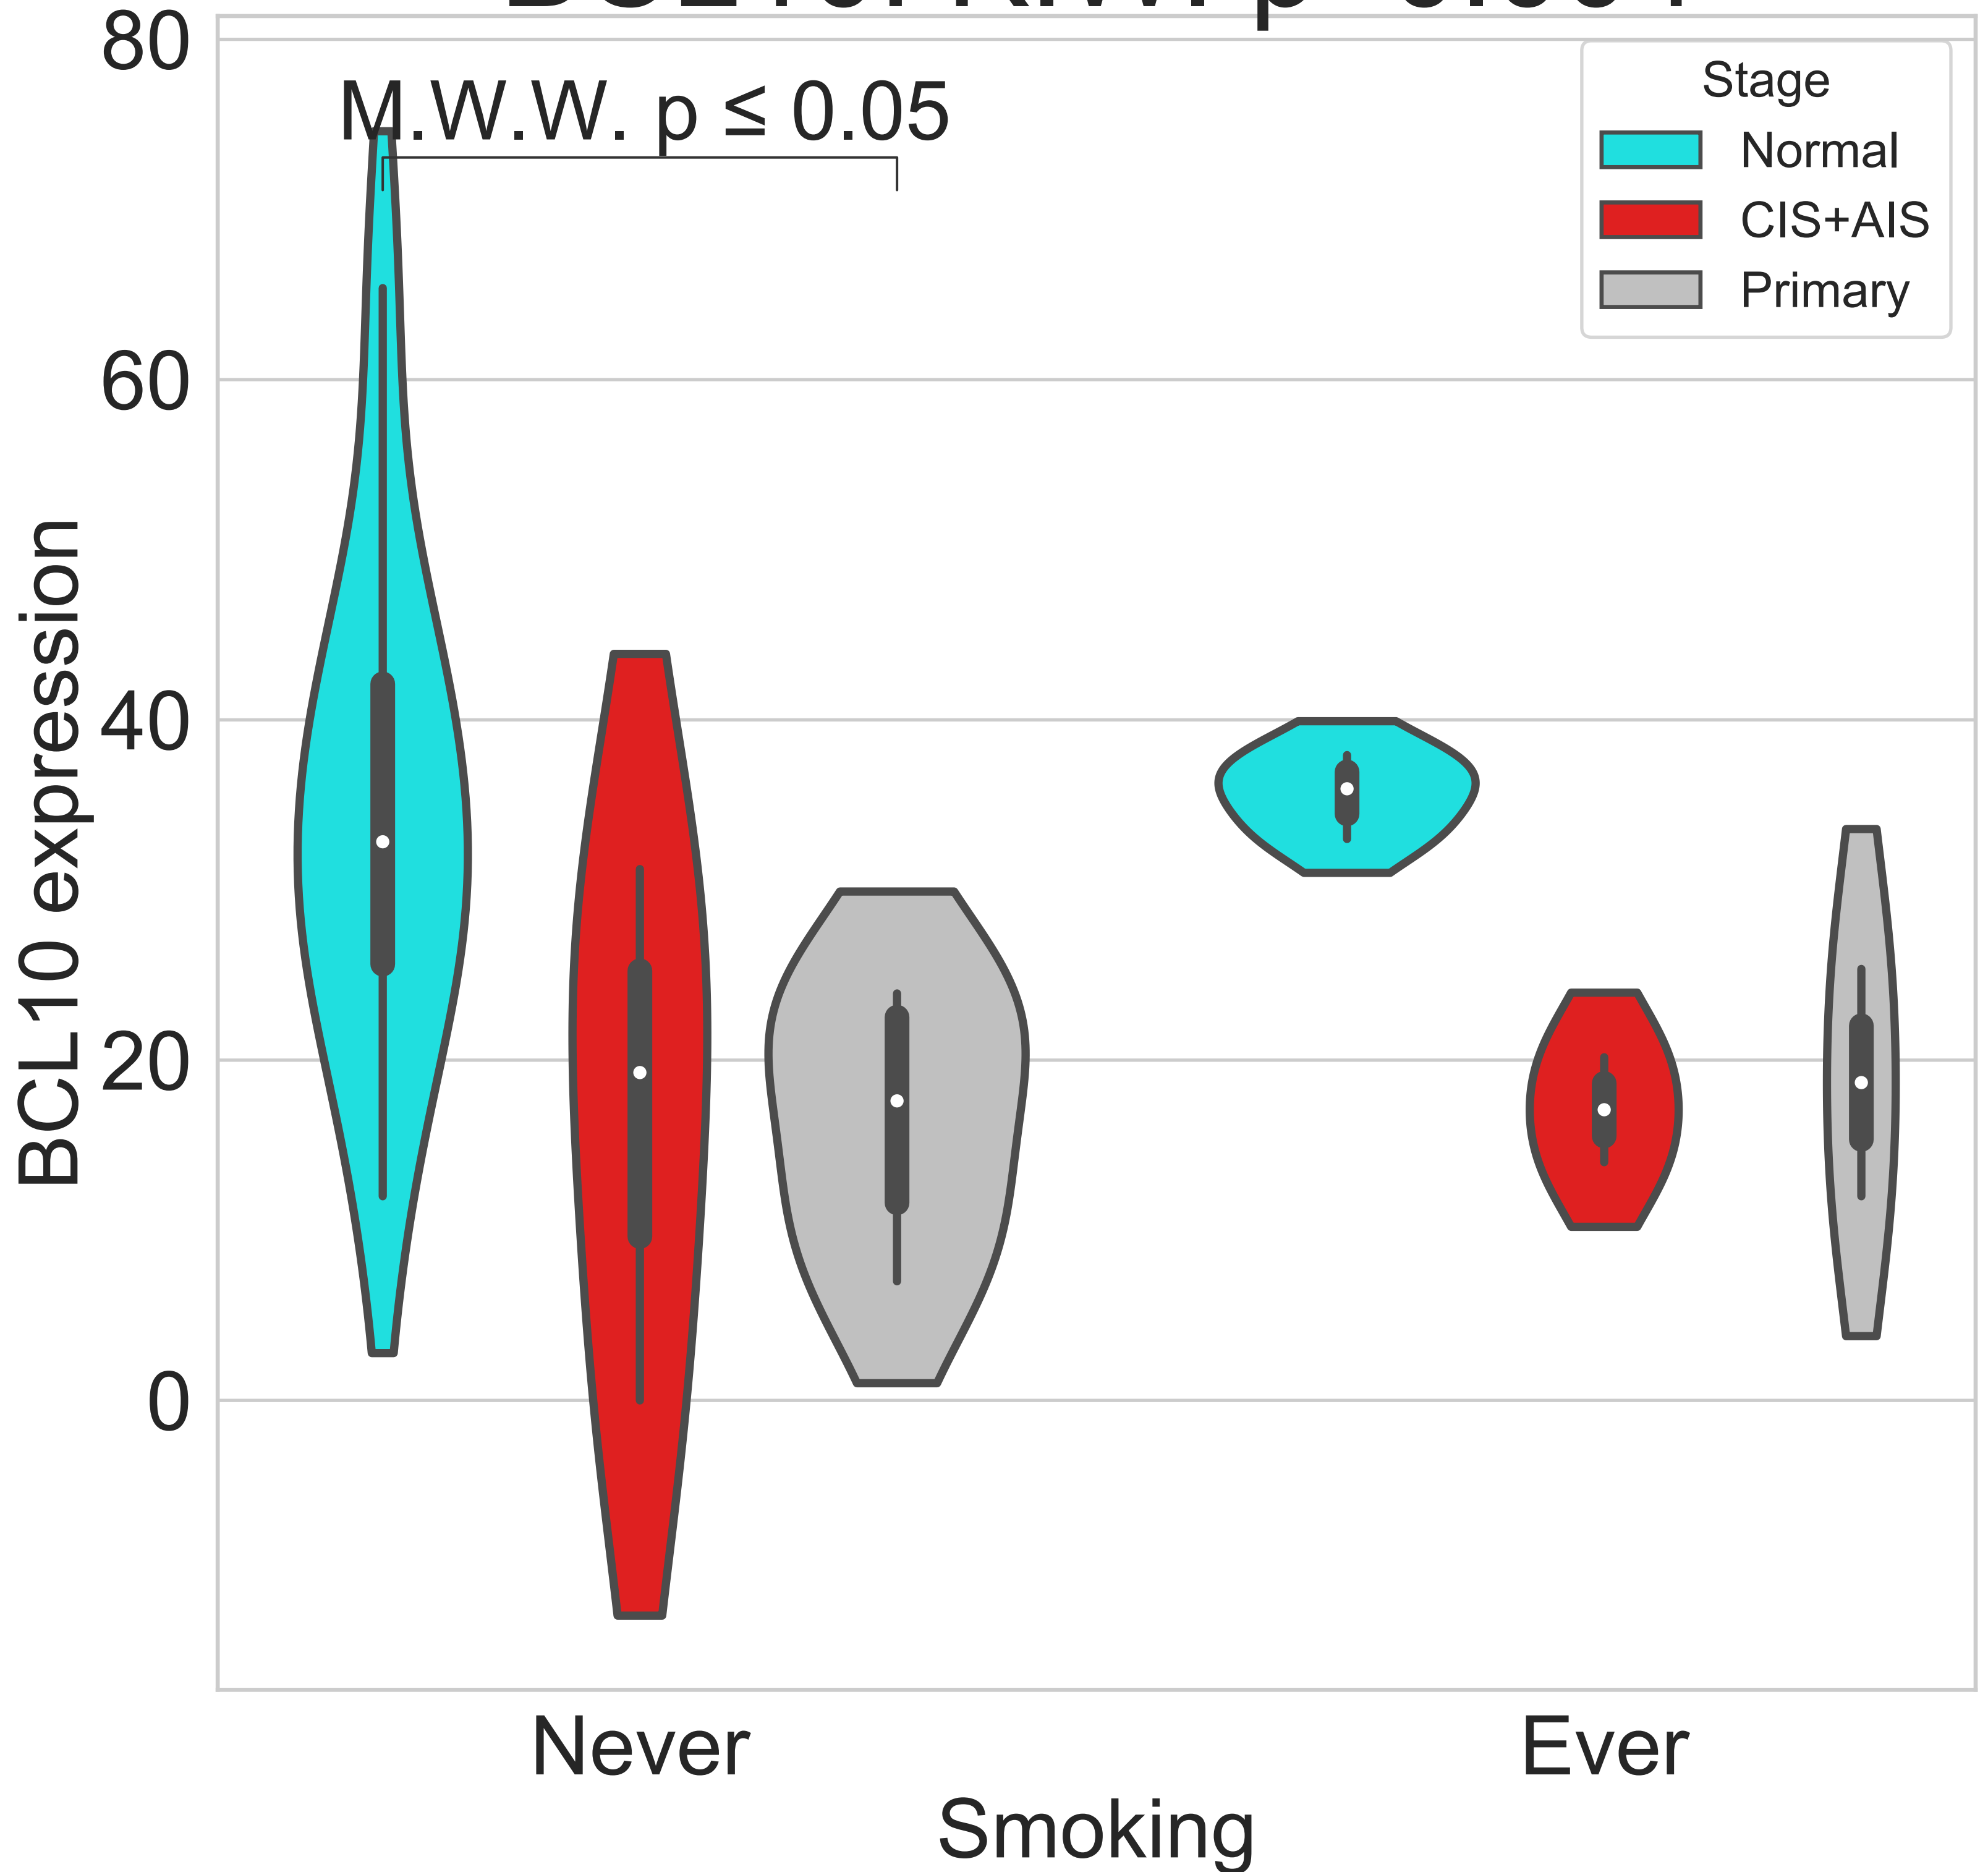 80
M.W.W. p ≤ 0.05
Stage
Normal
CIS+AIS
Primary
60
40
20
0
BCL10 expression
Never
Ever
Smoking